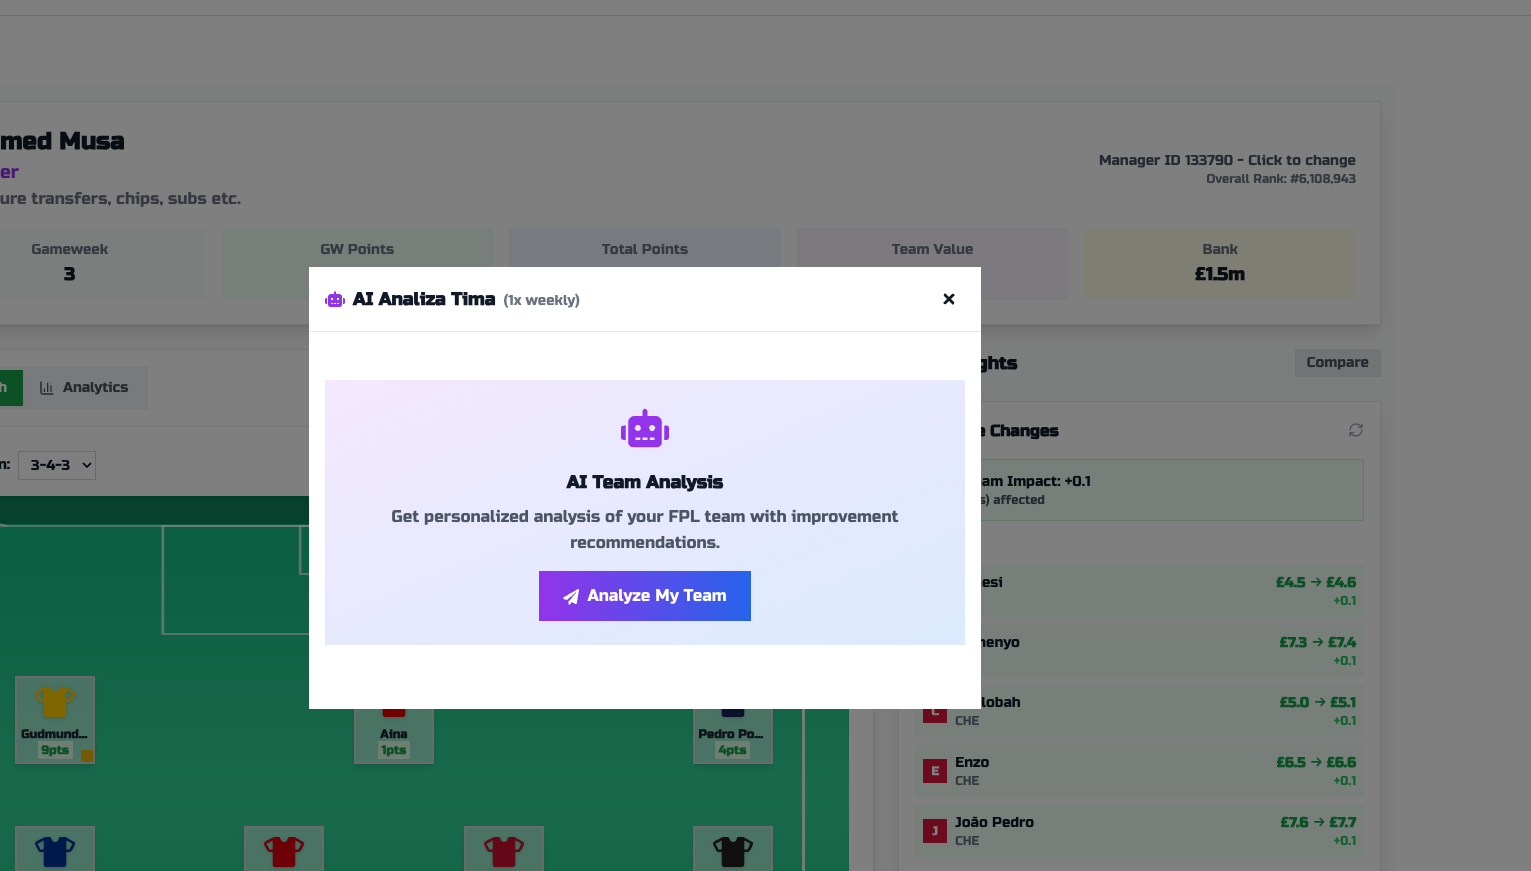 med Musa
er
ure transfers, chips, subs etc.
Manager ID 133790 - Click to change
Overall Rank: #6,108,943
Gameweek
3
GW Points
Total Points
Team Value
Bank
£1.5m
AI Analiza Tima (1x weekly)
AI Team Analysis
Get personalized analysis of your FPL team with improvement
recommendations.
Analyze My Team
h
Analytics
n: 3-4-3
Gudmund...
9pts
Aina
1pts
Pedro Po...
4pts
ghts
Compare
e Changes
am Impact: +0.1
s) affected
esi
£4.5 → £4.6
+0.1
nenyo
£7.3 → £7.4
+0.1
lobah
CHE
£5.0 → £5.1
+0.1
E
Enzo
CHE
£6.5 → £6.6
+0.1
J
João Pedro
CHE
£7.6 → £7.7
+0.1